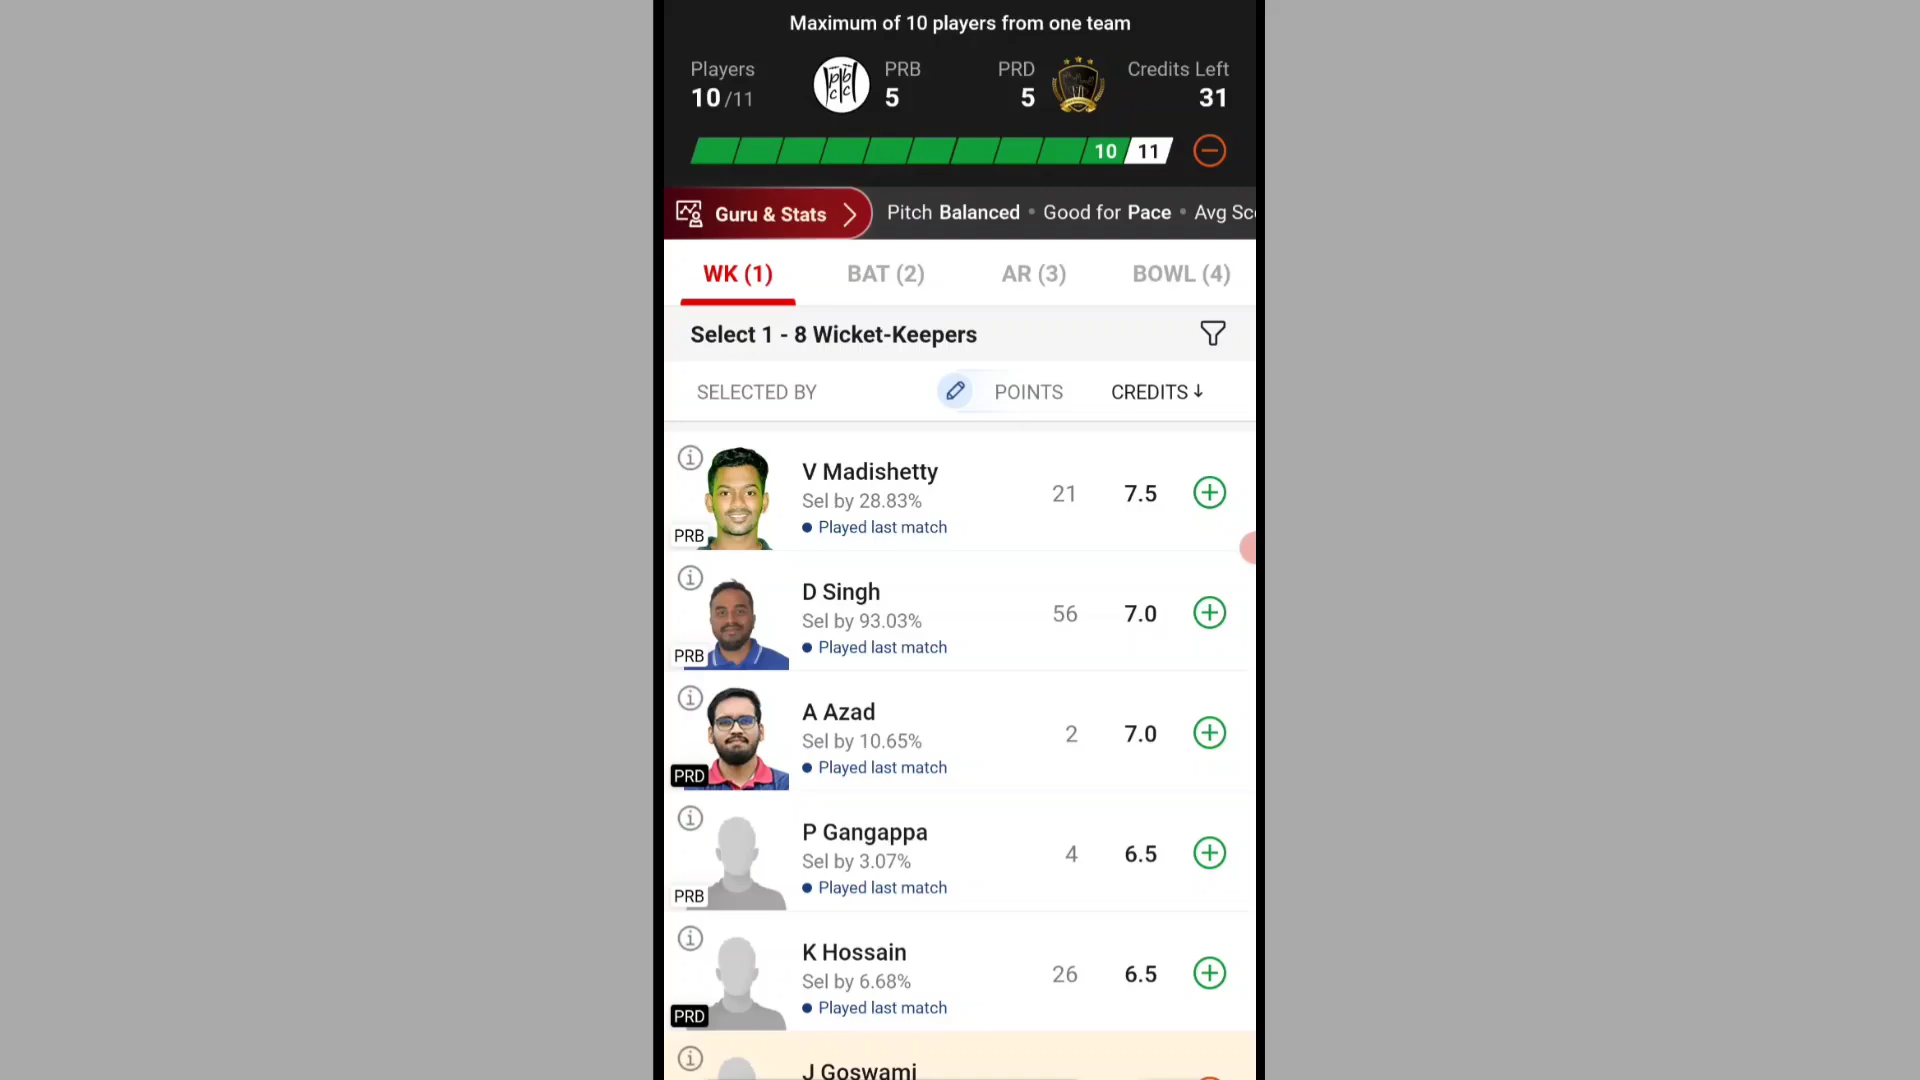 Maximum of 10 players from one team
Players PRB PRD Credits Left
10/11 5 5 31
pb
cc
10 11
Guru & Stats Pitch Balanced • Good for Pace • Avg Sc
WK (1) BAT (2) AR (3) BOWL (4)
Select 1 - 8 Wicket-Keepers
SELECTED BY POINTS CREDITS↓
V Madishetty
Sel by 28.83% 21 7.5
Played last match
PRB
D Singh
Sel by 93.03% 56 7.0
Played last match
PRB
A Azad
Sel by 10.65% 2 7.0
Played last match
PRD
P Gangappa
Sel by 3.07% 4 6.5
Played last match
PRB
K Hossain
Sel by 6.68% 26 6.5
Played last match
PRD
J Goswami